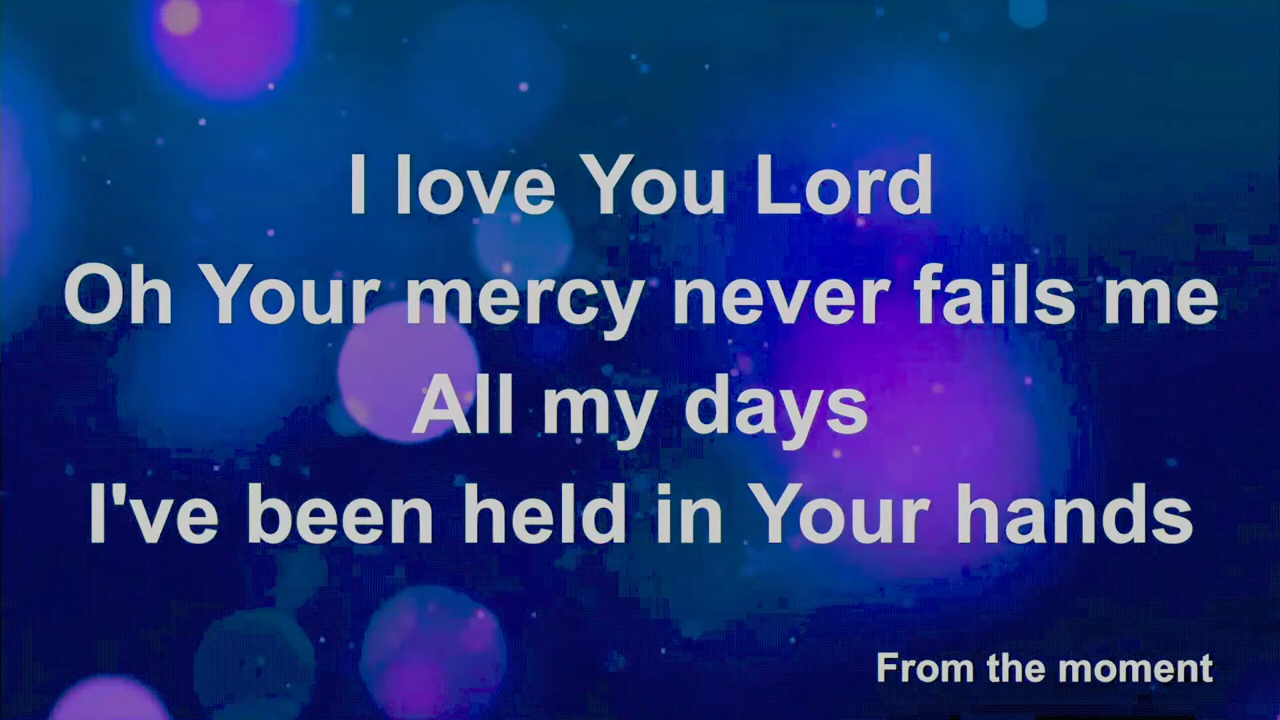 I love You Lord
Oh Your mercy never fails me
All my days
I've been held in Your hands
From the moment